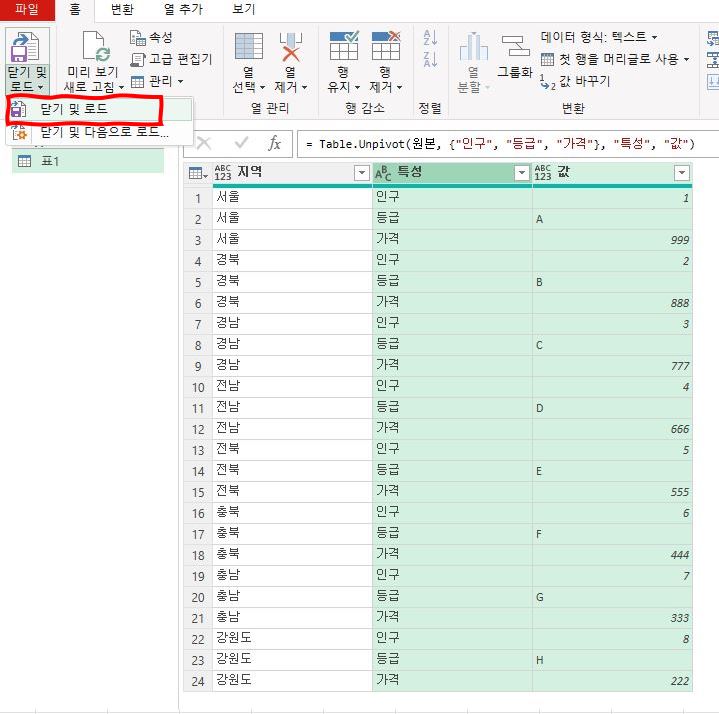 파일 홈 변환 열 추가 보기
닫기 및 로드
미리 보기 새로 고침
속성
고급 편집기
관리
열 선택
열 제거
열 관리
행 유지
행 제거
행 감소
정렬
열 분할
그룹화
데이터 형식: 텍스트
첫 행을 머리글로 사용
값 바꾸기
변환
닫기 및 로드
닫기 및 다음으로 로드...
표1
fx = Table.Unpivot(원본, {"인구", "등급", "가격"}, "특성", "값")
ABC 123 지역 ABC 특성 ABC 123 값
1 서울 인구 1
2 서울 등급 A
3 서울 가격 999
4 경북 인구 2
5 경북 등급 B
6 경북 가격 888
7 경남 인구 3
8 경남 등급 C
9 경남 가격 777
10 전남 인구 4
11 전남 등급 D
12 전남 가격 666
13 전북 인구 5
14 전북 등급 E
15 전북 가격 555
16 충북 인구 6
17 충북 등급 F
18 충북 가격 444
19 충남 인구 7
20 충남 등급 G
21 충남 가격 333
22 강원도 인구 8
23 강원도 등급 H
24 강원도 가격 222